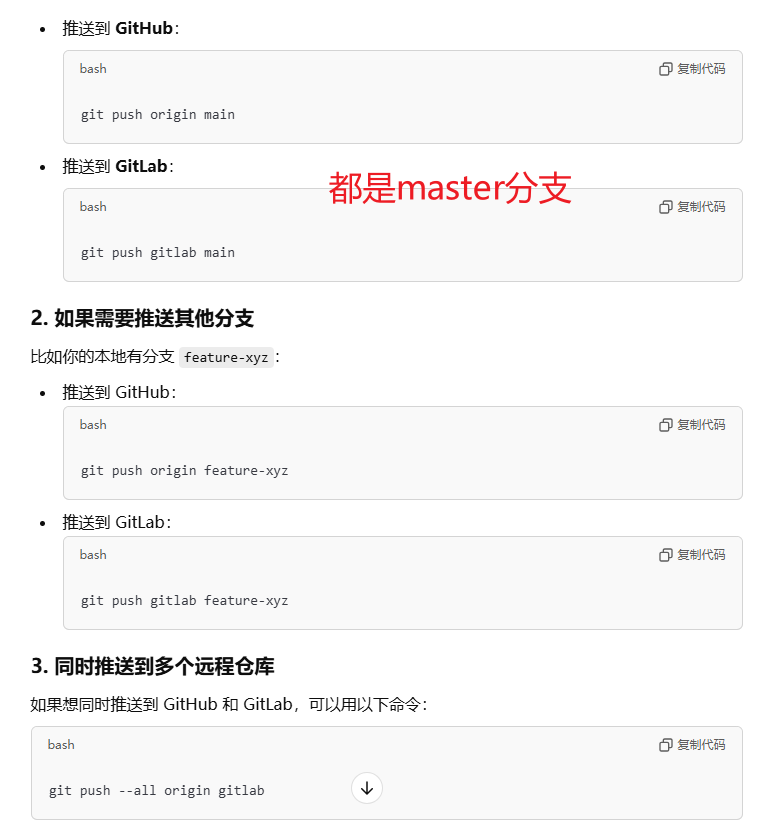 推送到 GitHub：
bash
复制代码
git push origin main
推送到 GitLab：
都是master分支
bash
复制代码
git push gitlab main
2. 如果需要推送其他分支
比如你的本地有分支 feature-xyz：
推送到 GitHub：
bash
复制代码
git push origin feature-xyz
推送到 GitLab：
bash
复制代码
git push gitlab feature-xyz
3. 同时推送到多个远程仓库
如果想同时推送到 GitHub 和 GitLab，可以用以下命令：
bash
复制代码
git push --all origin gitlab